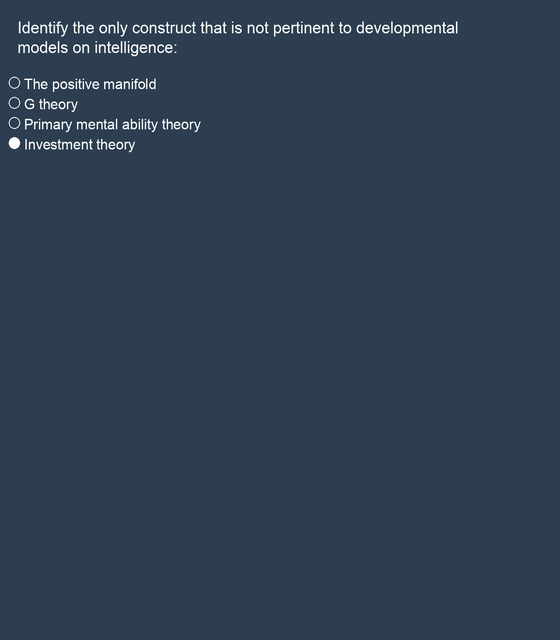 Identify the only construct that is not pertinent to developmental
models on intelligence:
The positive manifold
G theory
Primary mental ability theory
Investment theory